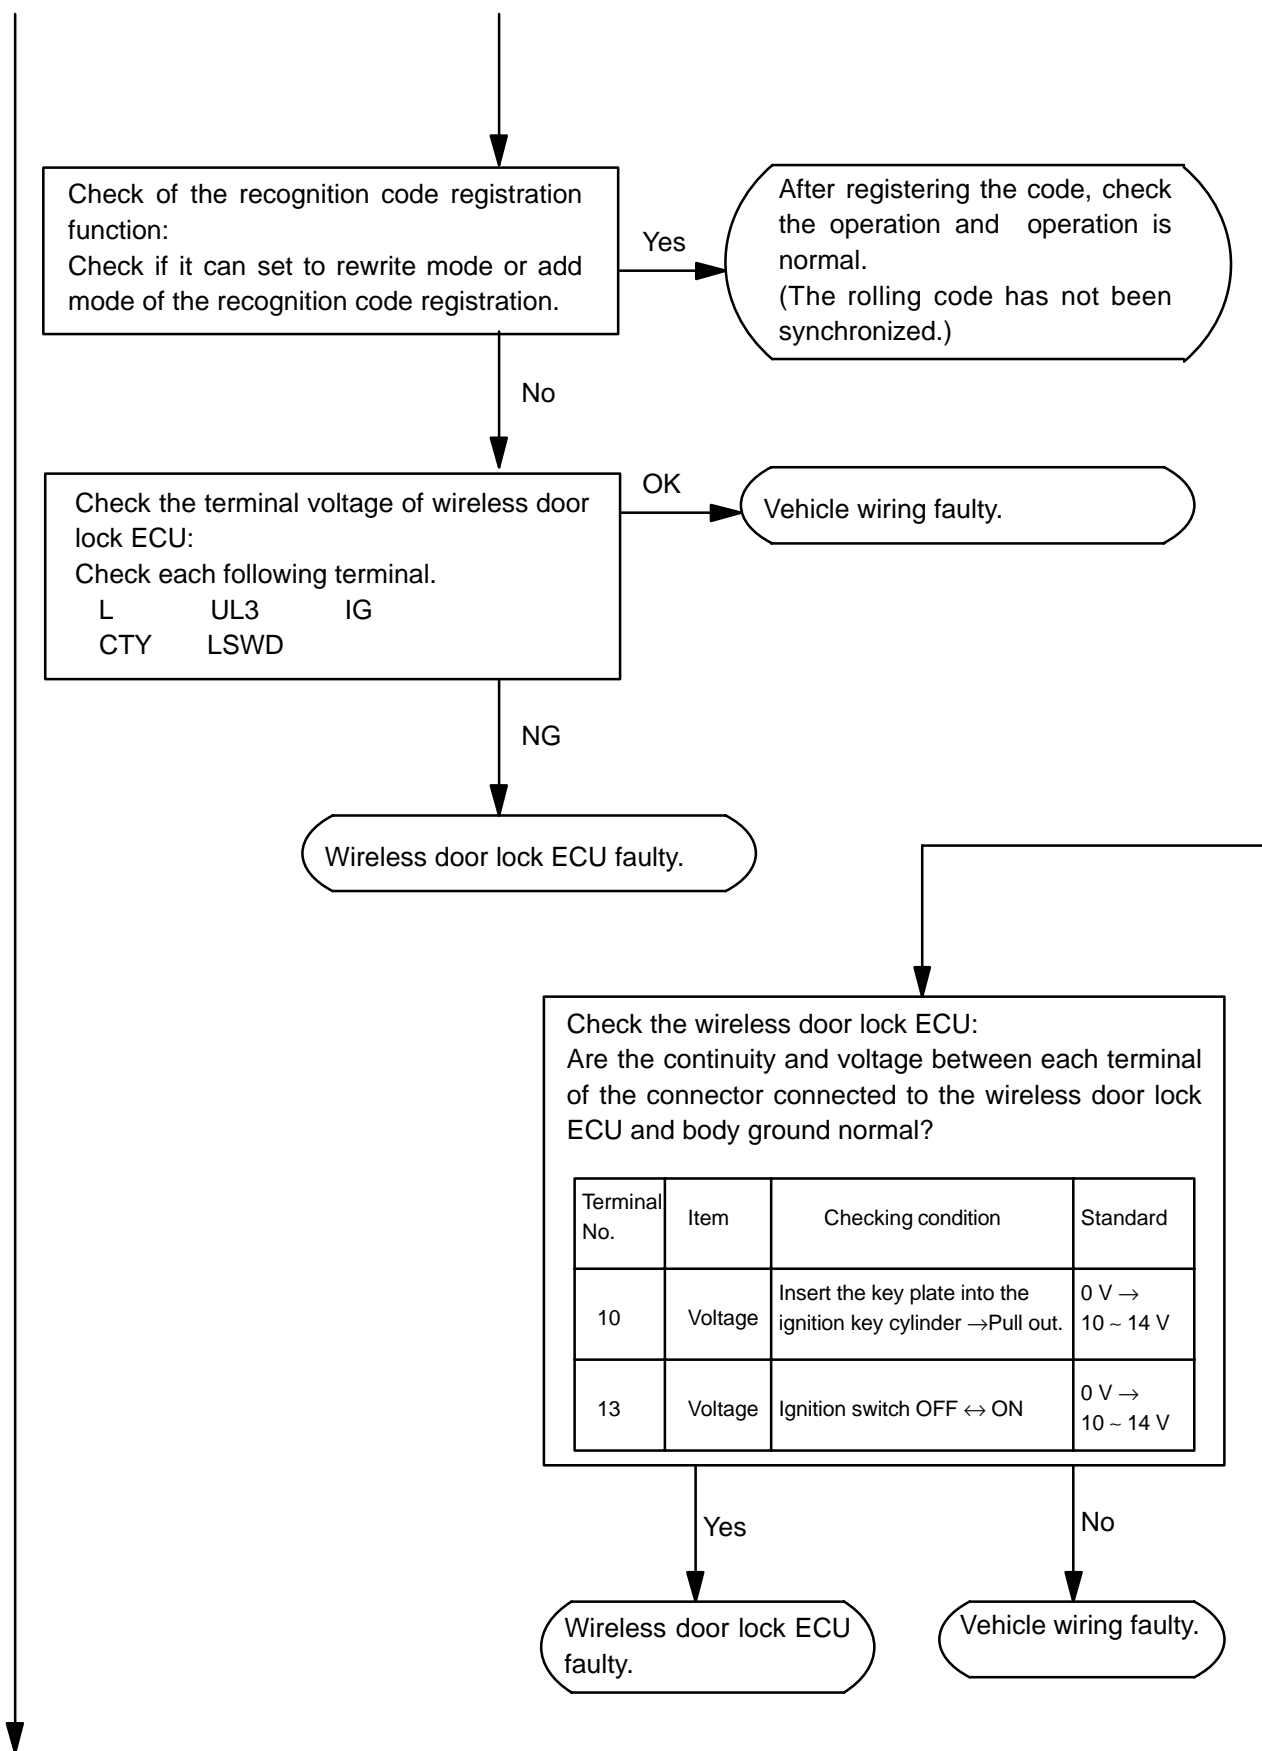 Check of the recognition code registration
function:
Check if it can set to rewrite mode or add
mode of the recognition code registration.
Yes
After registering the code, check
the operation and operation is
normal.
(The rolling code has not been
synchronized.)
No
Check the terminal voltage of wireless door
lock ECU:
Check each following terminal.
L UL3 IG
CTY LSWD
OK
Vehicle wiring faulty.
NG
Wireless door lock ECU faulty.
Check the wireless door lock ECU:
Are the continuity and voltage between each terminal
of the connector connected to the wireless door lock
ECU and body ground normal?
Terminal
No.
Item
Checking condition
Standard
10
Voltage
Insert the key plate into the
ignition key cylinder →Pull out.
0 V →
10 ~ 14 V
13
Voltage
Ignition switch OFF ↔ ON
0 V →
10 ~ 14 V
Yes
No
Wireless door lock ECU
faulty.
Vehicle wiring faulty.